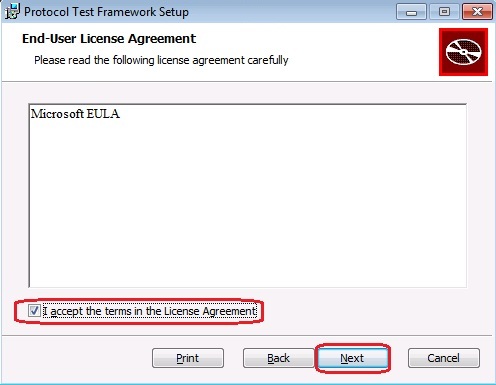 Protocol Test Framework Setup
End-User License Agreement
Please read the following license agreement carefully
Microsoft EULA
I accept the terms in the License Agreement
Print Back Next Cancel